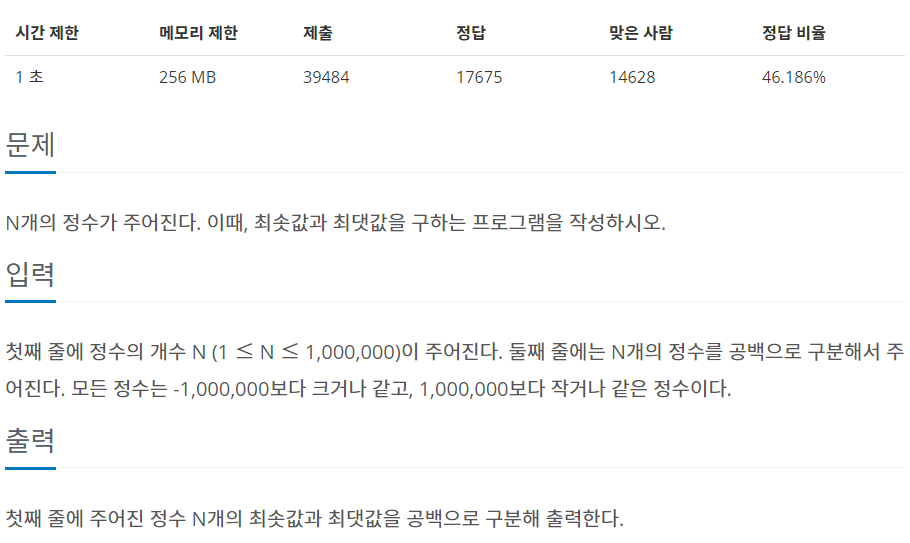 시간 제한 메모리 제한 제출 정답 맞은 사람 정답 비율
1 초 256 MB 39484 17675 14628 46.186%
문제
N개의 정수가 주어진다. 이때, 최솟값과 최댓값을 구하는 프로그램을 작성하시오.
입력
첫째 줄에 정수의 개수 N (1 ≤ N ≤ 1,000,000)이 주어진다. 둘째 줄에는 N개의 정수를 공백으로 구분해서 주
어진다. 모든 정수는 -1,000,000보다 크거나 같고, 1,000,000보다 작거나 같은 정수이다.
출력
첫째 줄에 주어진 정수 N개의 최솟값과 최댓값을 공백으로 구분해 출력한다.